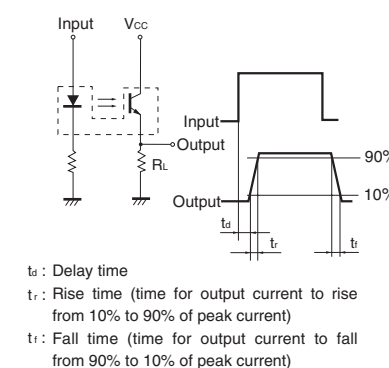 Input
Vcc
Input
Output
RL
90%
Output
10%
td
tr
tf
td : Delay time
tr : Rise time (time for output current to rise
from 10% to 90% of peak current)
tf : Fall time (time for output current to fall
from 90% to 10% of peak current)